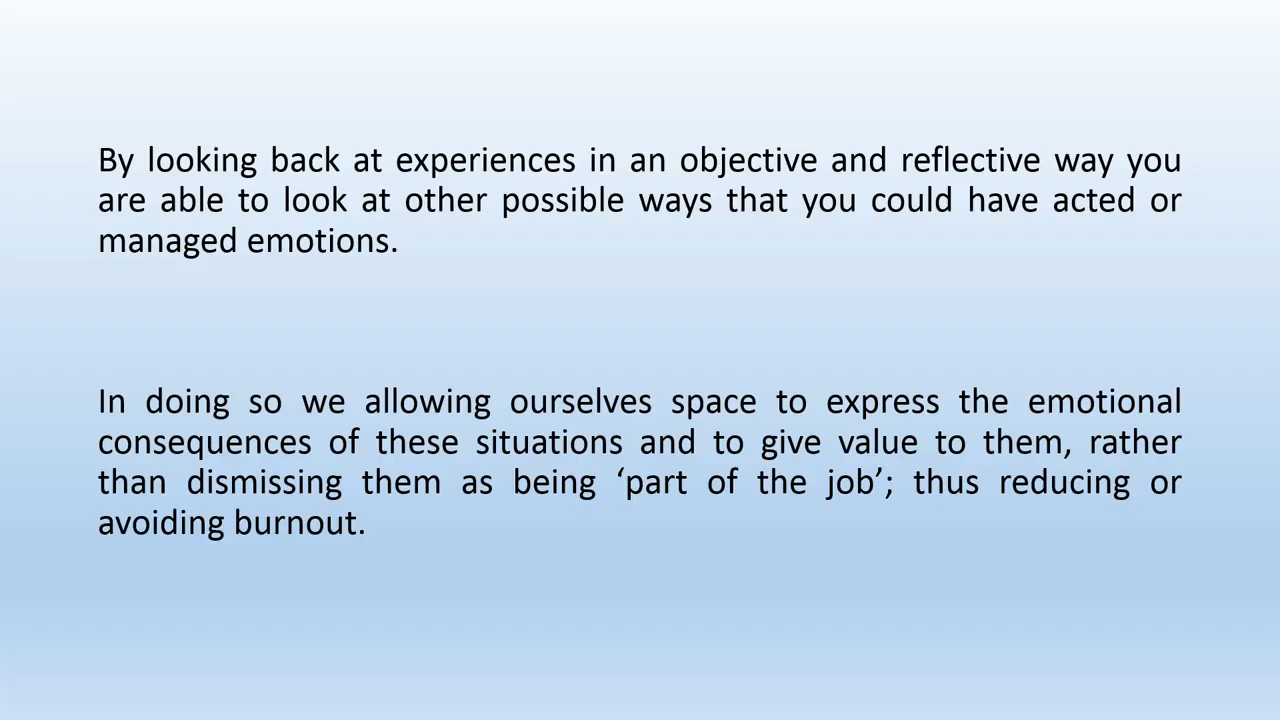 By looking back at experiences in an objective and reflective way you
are able to look at other possible ways that you could have acted or
managed emotions.
In doing so we allowing ourselves space to express the emotional
consequences of these situations and to give value to them, rather
than dismissing them as being ‘part of the job’; thus reducing or
avoiding burnout.